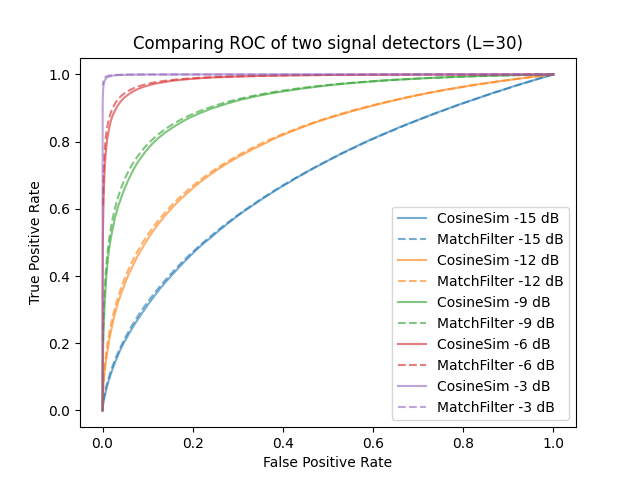 Comparing ROC of two signal detectors (L=30)
True Positive Rate
1.0
0.8
0.6
0.4
0.2
0.0
CosineSim -15 dB
MatchFilter -15 dB
CosineSim -12 dB
MatchFilter -12 dB
CosineSim -9 dB
MatchFilter -9 dB
CosineSim -6 dB
MatchFilter -6 dB
CosineSim -3 dB
MatchFilter -3 dB
0.0 0.2 0.4 0.6 0.8 1.0
False Positive Rate